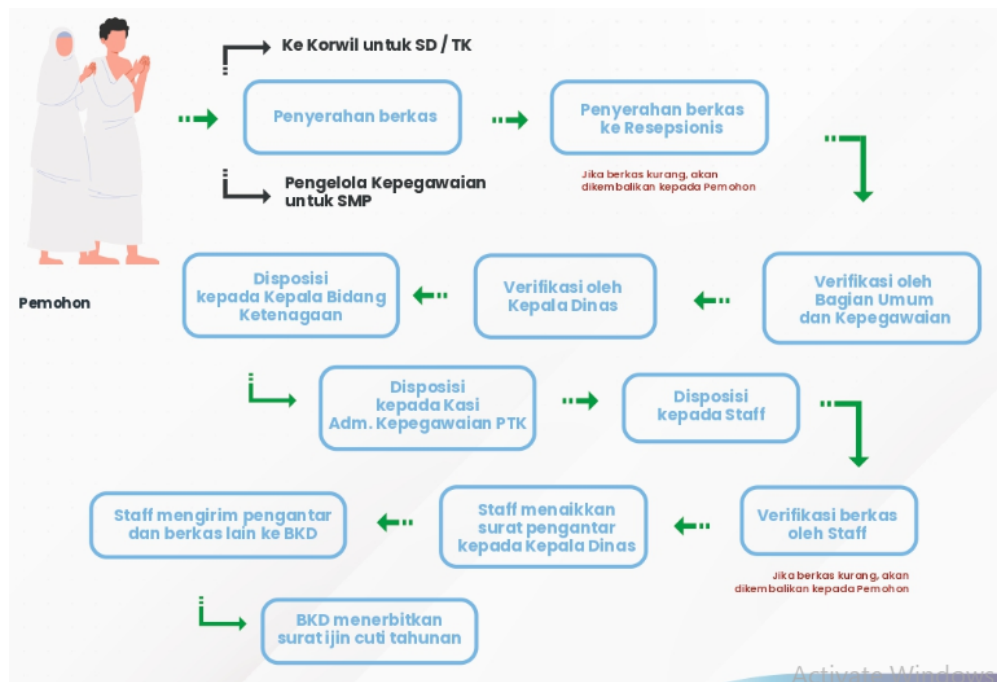 Ke Korwil untuk SD / TK
Penyerahan berkas
Penyerahan berkas
ke Resepsionis
Jika berkas kurang, akan
dikembalikan kepada Pemohon
Pengelola Kepegawaian
untuk SMP
Pemohon
Verifikasi oleh
Bagian Umum
dan Kepegawaian
Verifikasi oleh
Kepala Dinas
Disposisi
kepada Kepala Bidang
Ketenagaan
Disposisi
kepada Kasi
Adm. Kepegawaian PTK
Disposisi
kepada Staff
Verifikasi berkas
oleh Staff
Jika berkas kurang, akan
dikembalikan kepada Pemohon
Staff menaikkan
surat pengantar
kepada Kepala Dinas
Staff mengirim pengantar
dan berkas lain ke BKD
BKD menerbitkan
surat ijin cuti tahunan
Activate Windows